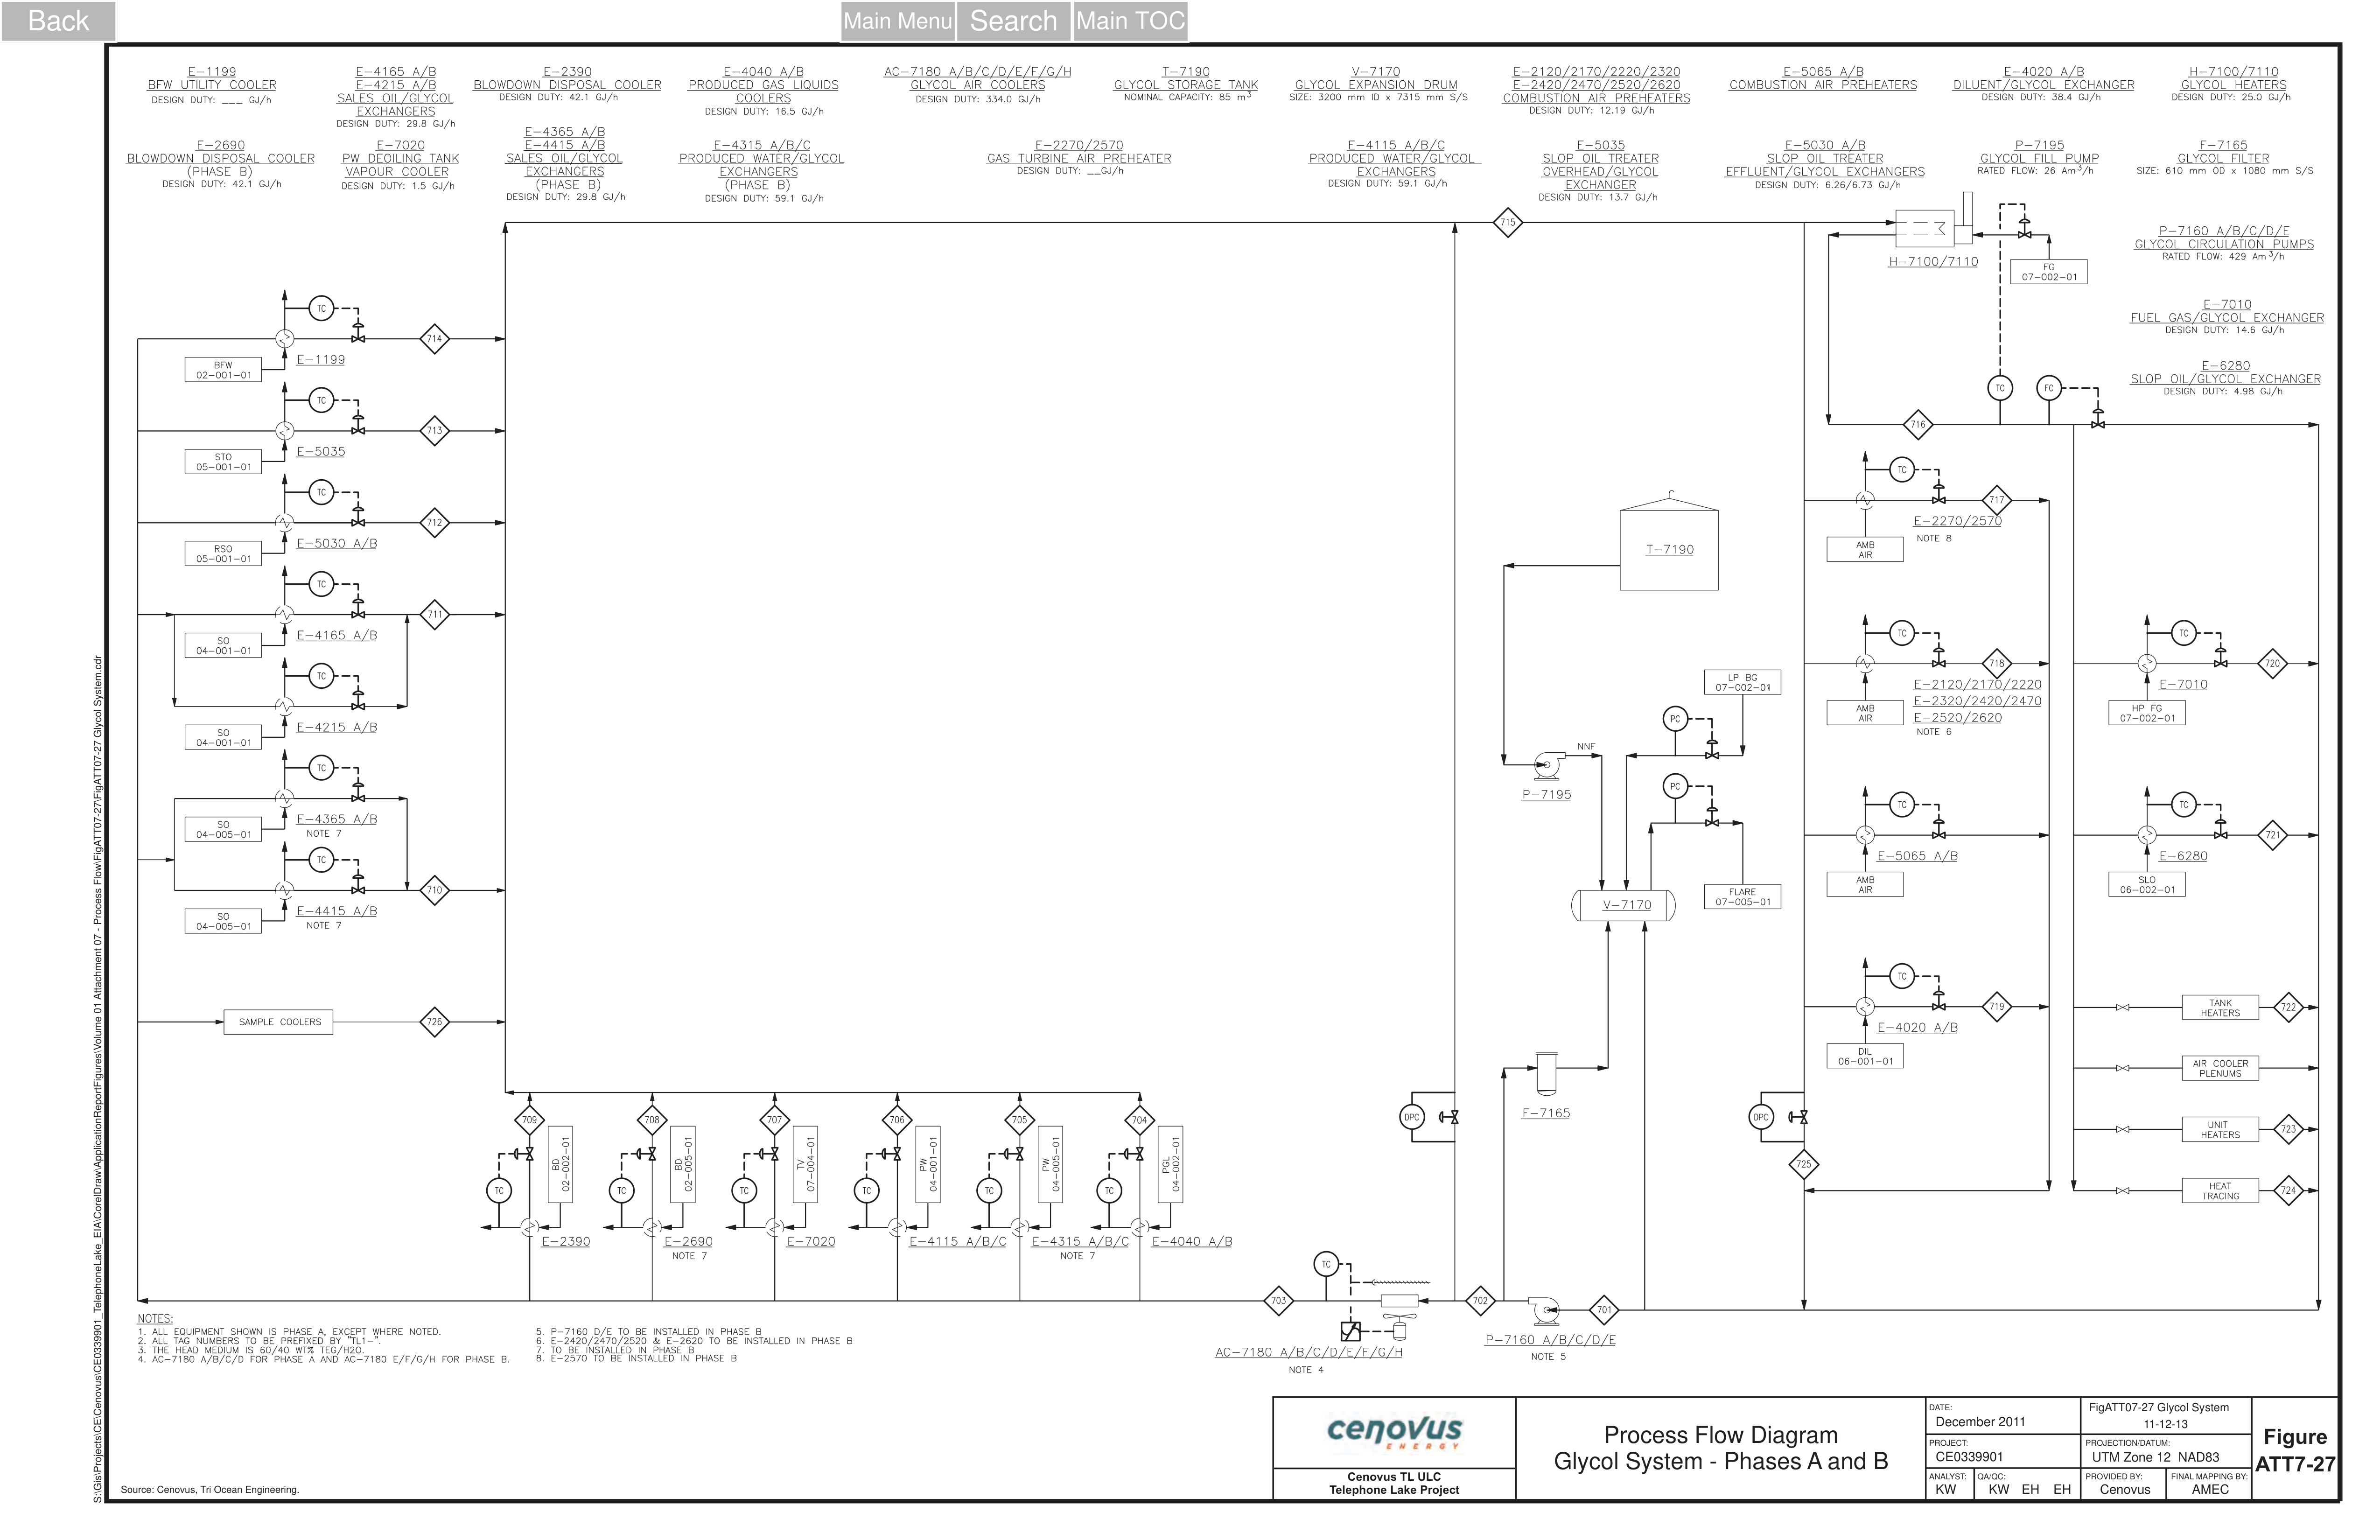 Back
Main Menu
Search
Main TOC
E-1199
BFW UTILITY COOLER
DESIGN DUTY: ___ GJ/h
E-4165 A/B
E-4215 A/B
SALES OIL/GLYCOL
EXCHANGERS
DESIGN DUTY: 29.8 GJ/h
E-2390
BLOWDOWN DISPOSAL COOLER
DESIGN DUTY: 42.1 GJ/h
E-4040 A/B
PRODUCED GAS LIQUIDS
COOLERS
DESIGN DUTY: 16.5 GJ/h
AC-7180 A/B/C/D/E/F/G/H
GLYCOL AIR COOLERS
DESIGN DUTY: 334.0 GJ/h
T-7190
GLYCOL STORAGE TANK
NOMINAL CAPACITY: 85 m3
V-7170
GLYCOL EXPANSION DRUM
SIZE: 3200 mm ID x 7315 mm S/S
E-2120/2170/2220/2320
E-2420/2470/2520/2620
COMBUSTION AIR PREHEATERS
DESIGN DUTY: 12.19 GJ/h
E-5065 A/B
COMBUSTION AIR PREHEATERS
E-4020 A/B
DILUENT/GLYCOL EXCHANGER
DESIGN DUTY: 38.4 GJ/h
H-7100/7110
GLYCOL HEATERS
DESIGN DUTY: 25.0 GJ/h
E-2690
BLOWDOWN DISPOSAL COOLER
(PHASE B)
DESIGN DUTY: 42.1 GJ/h
E-7020
PW DEOILING TANK
VAPOUR COOLER
DESIGN DUTY: 1.5 GJ/h
E-4365 A/B
E-4415 A/B
SALES OIL/GLYCOL
EXCHANGERS
(PHASE B)
DESIGN DUTY: 29.8 GJ/h
E-4315 A/B/C
PRODUCED WATER/GLYCOL
EXCHANGERS
(PHASE B)
DESIGN DUTY: 59.1 GJ/h
E-2270/2570
GAS TURBINE AIR PREHEATER
DESIGN DUTY: __GJ/h
E-4115 A/B/C
PRODUCED WATER/GLYCOL
EXCHANGERS
DESIGN DUTY: 59.1 GJ/h
E-5035
SLOP OIL TREATER
OVERHEAD/GLYCOL
EXCHANGER
DESIGN DUTY: 13.7 GJ/h
E-5030 A/B
SLOP OIL TREATER
EFFLUENT/GLYCOL EXCHANGERS
DESIGN DUTY: 6.26/6.73 GJ/h
P-7195
GLYCOL FILL PUMP
RATED FLOW: 26 Am3/h
F-7165
GLYCOL FILTER
SIZE: 610 mm OD x 1080 mm S/S
P-7160 A/B/C/D/E
GLYCOL CIRCULATION PUMPS
RATED FLOW: 429 Am3/h
E-7010
FUEL GAS/GLYCOL EXCHANGER
DESIGN DUTY: 14.6 GJ/h
E-6280
SLOP OIL/GLYCOL EXCHANGER
DESIGN DUTY: 4.98 GJ/h
715
H-7100/7110
FG
07-002-01
TC
FC
716
TC
714
E-1199
BFW
02-001-01
TC
713
E-5035
STO
05-001-01
TC
712
E-5030 A/B
RSO
05-001-01
TC
711
E-4165 A/B
SO
04-001-01
TC
E-4215 A/B
SO
04-001-01
TC
E-4365 A/B
NOTE 7
SO
04-005-01
TC
710
E-4415 A/B
NOTE 7
SO
04-005-01
SAMPLE COOLERS
726
T-7190
NNF
P-7195
LP BG
07-002-01
PC
PC
FLARE
07-005-01
V-7170
F-7165
TC
717
E-2270/2570
NOTE 8
AMB
AIR
TC
718
E-2120/2170/2220
E-2320/2420/2470
E-2520/2620
NOTE 6
AMB
AIR
TC
E-5065 A/B
AMB
AIR
TC
719
E-4020 A/B
DIL
06-001-01
TC
720
E-7010
HP FG
07-002-01
TC
721
E-6280
SLO
06-002-01
TANK
HEATERS
722
AIR COOLER
PLENUMS
UNIT
HEATERS
723
HEAT
TRACING
724
DPC
DPC
725
709
BD
02-002-01
TC
E-2390
708
BD
02-005-01
TC
E-2690
NOTE 7
707
TV
07-004-01
TC
E-7020
706
PW
04-001-01
TC
E-4115 A/B/C
705
PW
04-005-01
TC
E-4315 A/B/C
NOTE 7
704
PGL
04-002-01
TC
E-4040 A/B
703
TC
702
701
AC-7180 A/B/C/D/E/F/G/H
NOTE 4
P-7160 A/B/C/D/E
NOTE 5
NOTES:
1. ALL EQUIPMENT SHOWN IS PHASE A, EXCEPT WHERE NOTED.
2. ALL TAG NUMBERS TO BE PREFIXED BY "TL1-".
3. THE HEAD MEDIUM IS 60/40 WT% TEG/H2O.
4. AC-7180 A/B/C/D FOR PHASE A AND AC-7180 E/F/G/H FOR PHASE B.
5. P-7160 D/E TO BE INSTALLED IN PHASE B
6. E-2420/2470/2520 & E-2620 TO BE INSTALLED IN PHASE B
7. TO BE INSTALLED IN PHASE B
8. E-2570 TO BE INSTALLED IN PHASE B
S:\Gis\Projects\CE\Cenovus\CE0339901_TelephoneLake_EIA\CorelDraw\ApplicationReportFigures\Volume 01 Attachment 07 - Process Flow\FigATT07-27\FigATT07-27 Glycol System.cdr
Source: Cenovus, Tri Ocean Engineering.
cenovus
ENERGY
Cenovus TL ULC
Telephone Lake Project
Process Flow Diagram
Glycol System - Phases A and B
DATE:
December 2011
FigATT07-27 Glycol System
11-12-13
PROJECT:
CE0339901
PROJECTION/DATUM:
UTM Zone 12 NAD83
ANALYST:
KW
QA/QC:
KW EH EH
PROVIDED BY:
Cenovus
FINAL MAPPING BY:
AMEC
Figure
ATT7-27